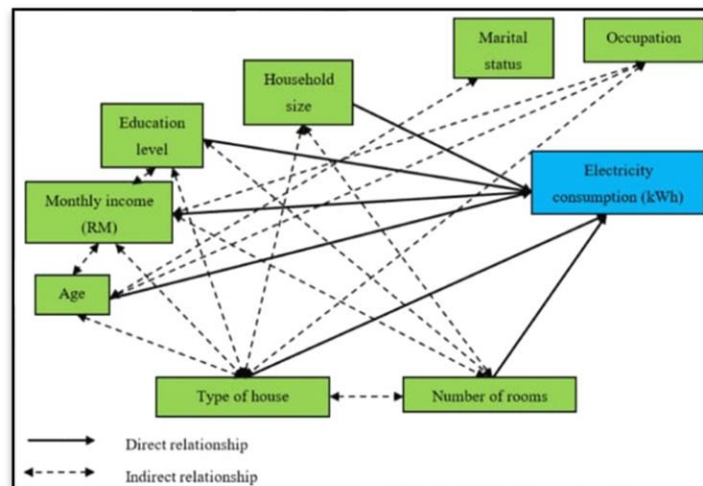 Marital
status
Occupation
Household
size
Education
level
Electricity
consumption (kWh)
Monthly income
(RM)
Age
Type of house
Number of rooms
Direct relationship
Indirect relationship